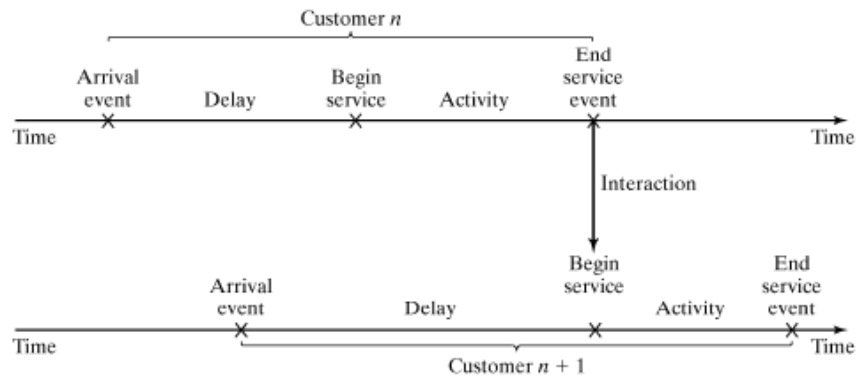 Customer n
Arrival
event
Delay
Begin
service
Activity
End
service
event
Time
Time
Interaction
Arrival
event
Delay
Begin
service
Activity
End
service
event
Time
Time
Customer n + 1